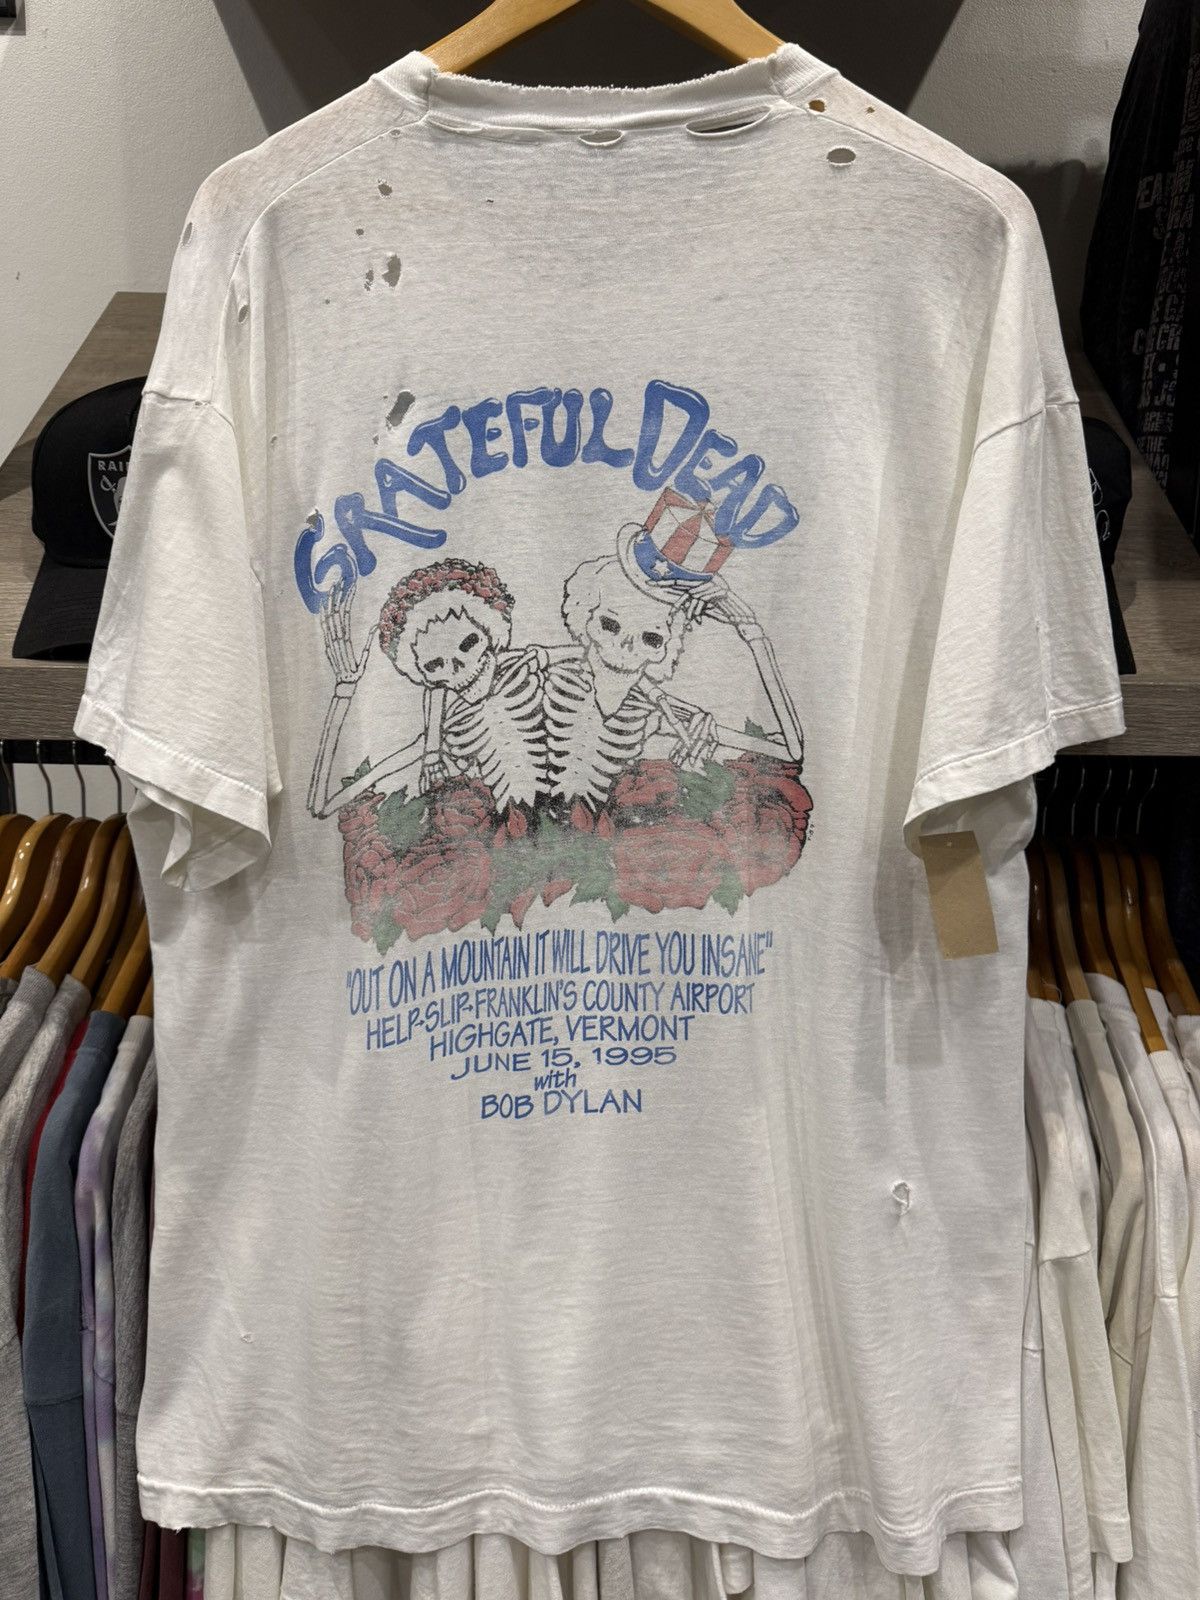 GRATEFUL DEAD
"OUT ON A MOUNTAIN IT WILL DRIVE YOU INSANE"
HELP→SLIP→FRANKLIN'S COUNTY AIRPORT
HIGHGATE, VERMONT
JUNE 15, 1995
with
BOB DYLAN
RAI